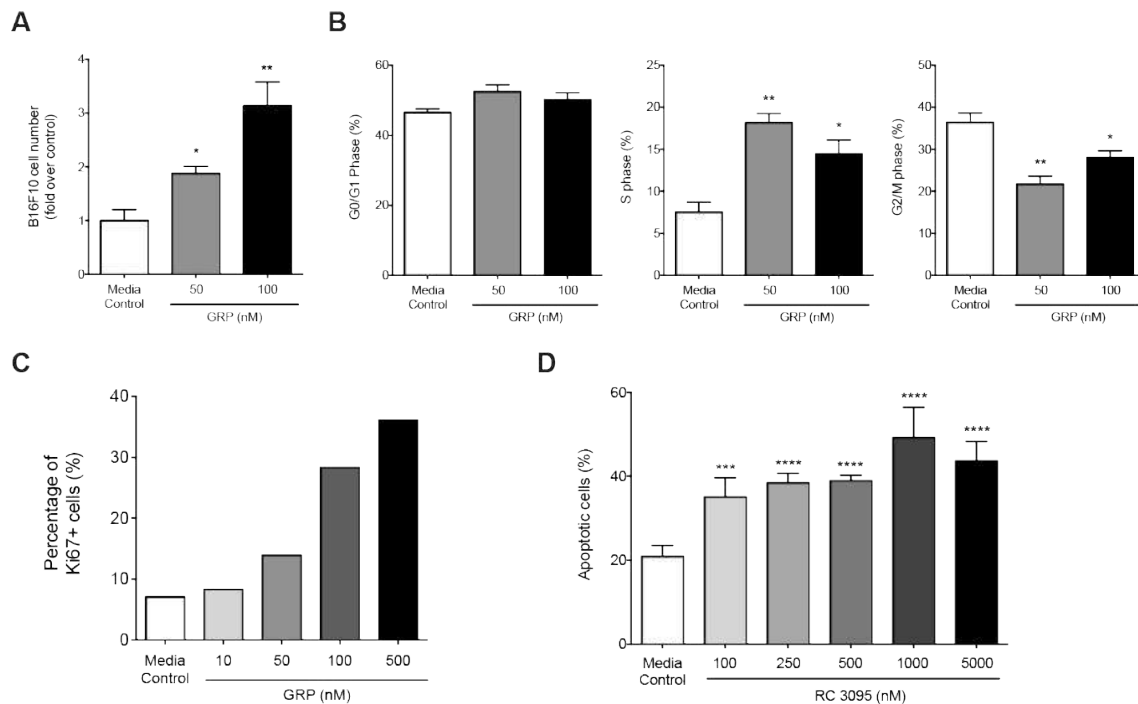 A
B16F10 cell number
(fold over control)
4
3
2
1
0
*
**
Media
Control
50
100
GRP (nM)
B
G0/G1 Phase (%)
60
40
20
0
Media
Control
50
100
GRP (nM)
S phase (%)
25
20
15
10
5
0
**
*
Media
Control
50
100
GRP (nM)
G2/M phase (%)
50
40
30
20
10
0
**
*
Media
Control
50
100
GRP (nM)
C
Percentage of
Ki67+ cells (%)
40
30
20
10
0
Media
Control
10
50
100
500
GRP (nM)
D
Apoptotic cells (%)
60
40
20
0
***
****
****
****
****
Media
Control
100
250
500
1000
5000
RC 3095 (nM)